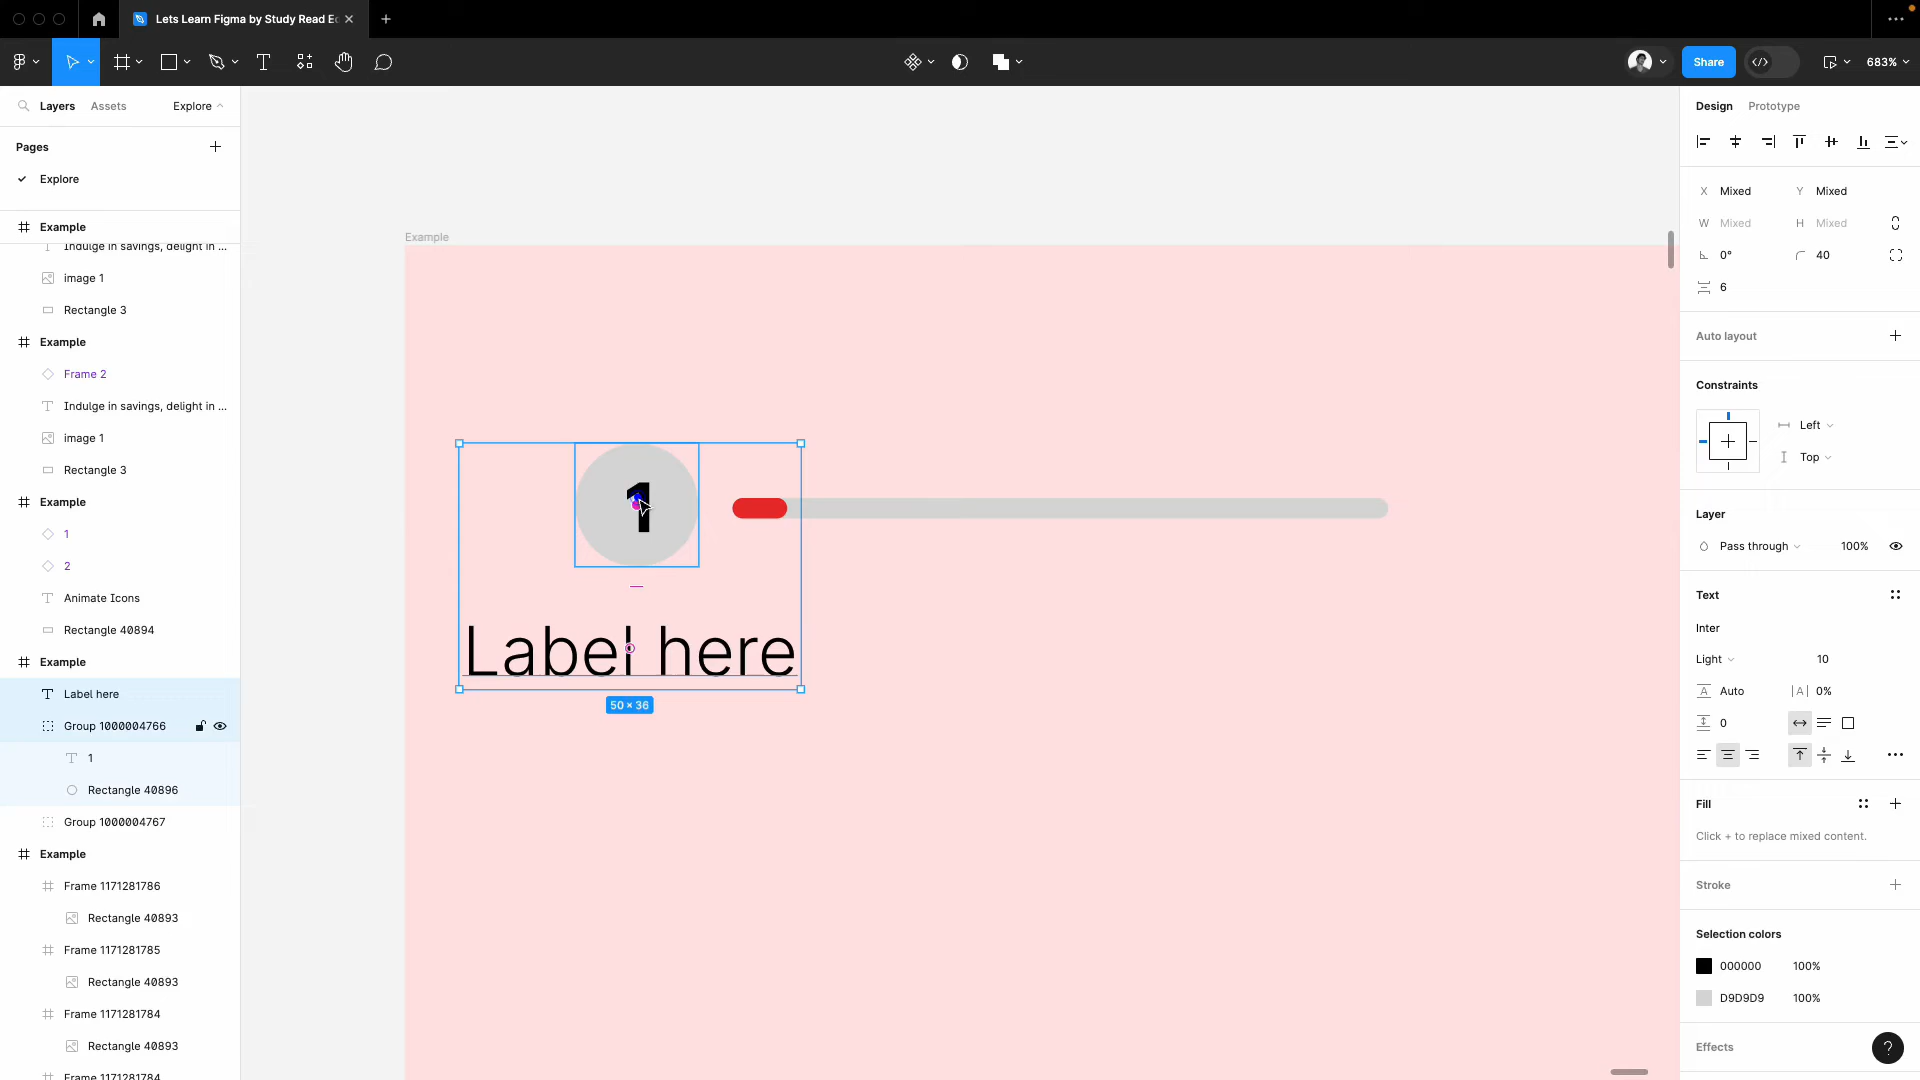 Lets Learn Figma by Study Read Ed
683%
Share
Layers
Assets
Explore
Pages
Explore
Example
Indulge in savings, delight in ...
image 1
Rectangle 3
Example
Frame 2
Indulge in savings, delight in ...
image 1
Rectangle 3
Example
1
2
Animate Icons
Rectangle 40894
Example
Label here
Group 1000004766
1
Rectangle 40896
Group 1000004767
Example
Frame 1171281786
Rectangle 40893
Frame 1171281785
Rectangle 40893
Frame 1171281784
Rectangle 40893
Frame 1171281784
Example
1
Label here
50 × 36
Design
Prototype
X Mixed
Y Mixed
W Mixed
H Mixed
0°
40
6
Auto layout
Constraints
Left
Top
Layer
Pass through
100%
Text
Inter
Light
10
A Auto
|A| 0%
0
Fill
Click + to replace mixed content.
Stroke
Selection colors
000000
100%
D9D9D9
100%
Effects
?